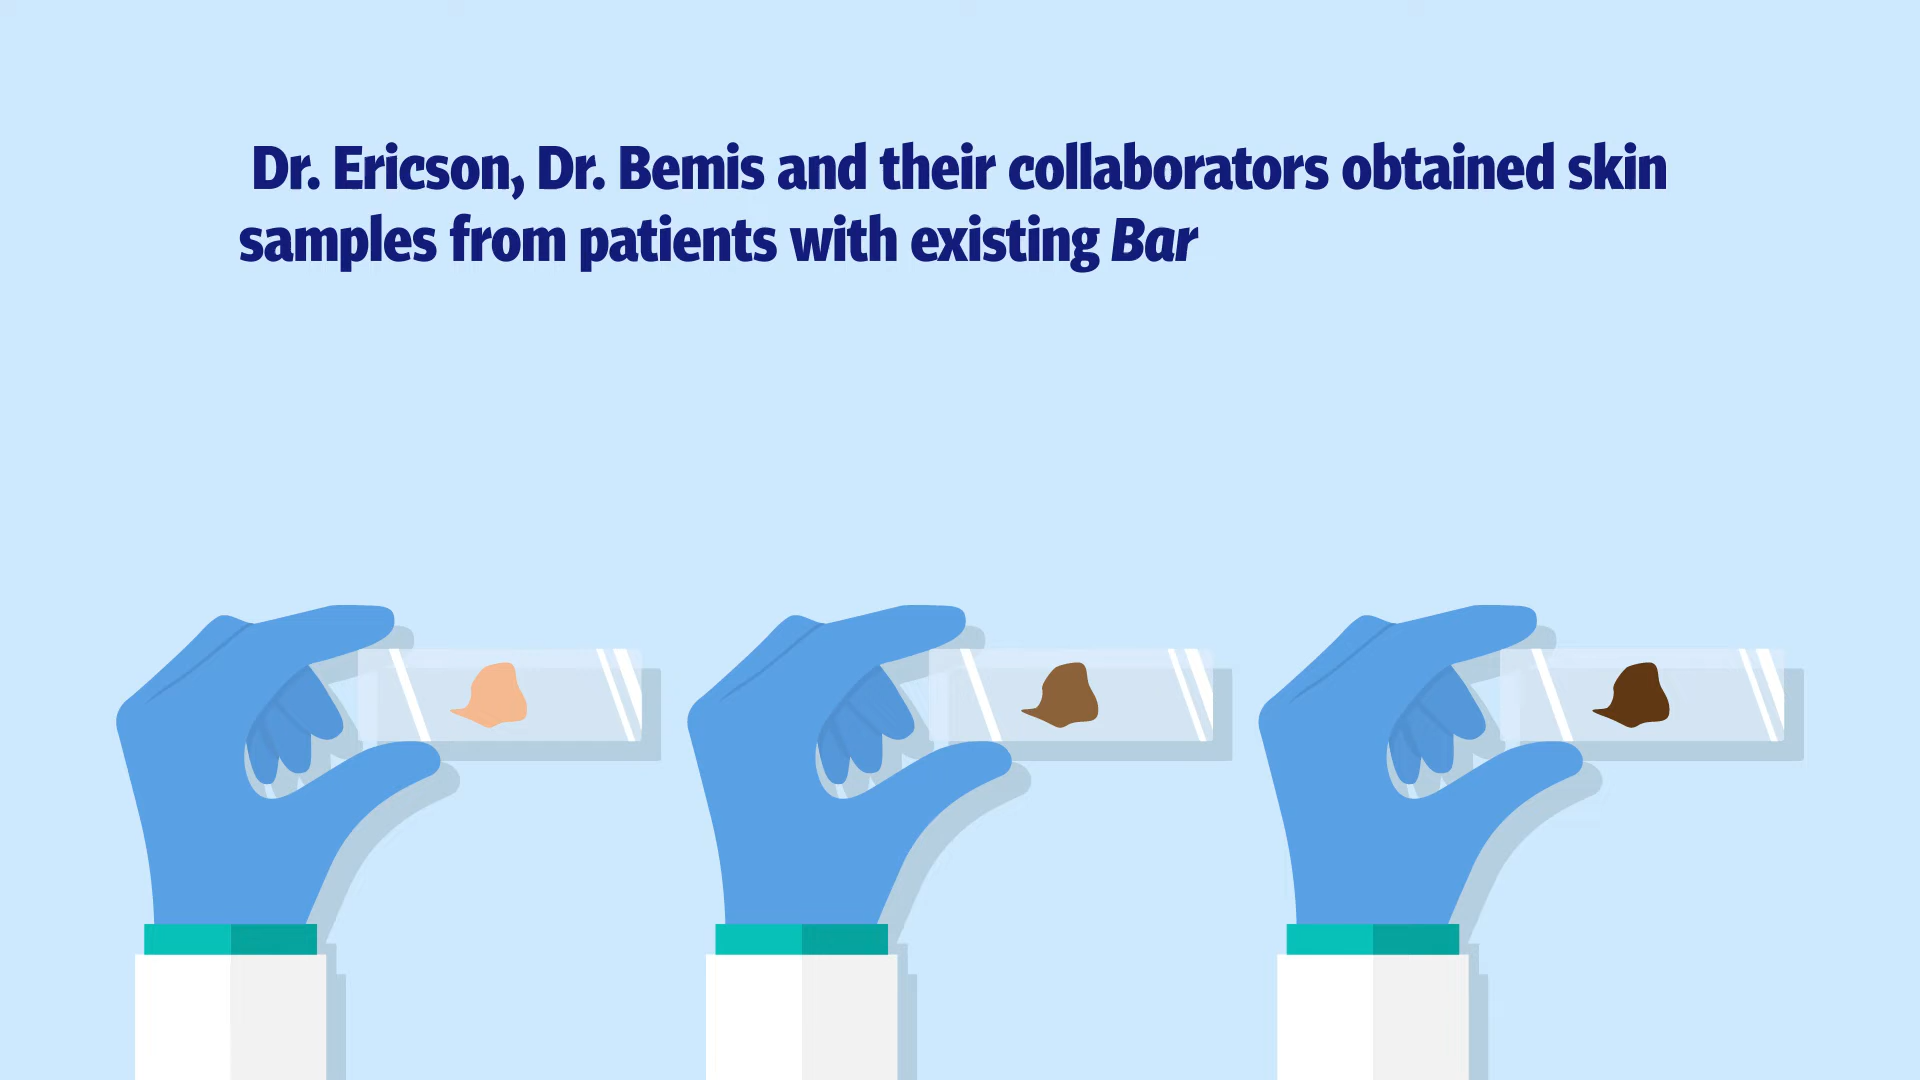 Dr. Ericson, Dr. Bemis and their collaborators obtained skin
samples from patients with existing Bar